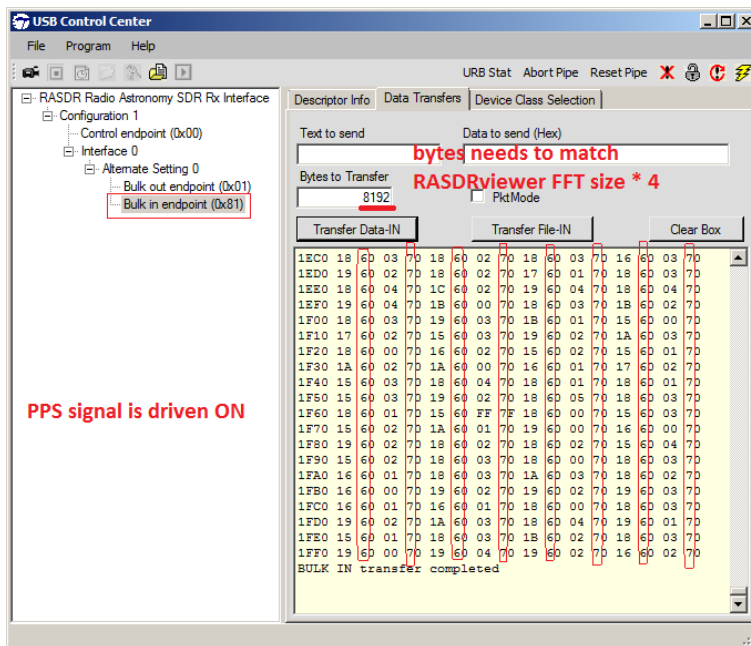 USB Control Center
File Program Help
URB Stat Abort Pipe Reset Pipe
RASDR Radio Astronomy SDR Rx Interface
Configuration 1
Control endpoint (0x00)
Interface 0
Alternate Setting 0
Bulk out endpoint (0x01)
Bulk in endpoint (0x81)
PPS signal is driven ON
Descriptor Info Data Transfers Device Class Selection
Text to send Data to send (Hex)
bytes needs to match
Bytes to Transfer RASDRviewer FFT size * 4
8192 PktMode
Transfer Data-IN Transfer File-IN Clear Box
1EC0 18 60 03 70 18 60 02 70 18 60 03 70 16 60 03 70
1ED0 19 60 02 70 18 60 02 70 17 60 01 70 18 60 03 70
1EE0 18 60 04 70 1C 60 02 70 19 60 04 70 18 60 04 70
1EF0 19 60 04 70 1B 60 00 70 18 60 03 70 1B 60 02 70
1F00 18 60 03 70 19 60 03 70 1B 60 01 70 15 60 00 70
1F10 17 60 02 70 15 60 03 70 19 60 02 70 1A 60 03 70
1F20 18 60 00 70 16 60 02 70 15 60 02 70 15 60 01 70
1F30 1A 60 02 70 1A 60 00 70 16 60 01 70 17 60 02 70
1F40 15 60 03 70 18 60 04 70 18 60 01 70 18 60 01 70
1F50 15 60 03 70 19 60 02 70 18 60 05 70 18 60 03 70
1F60 18 60 01 70 15 60 FF 7F 18 60 00 70 15 60 03 70
1F70 15 60 02 70 1A 60 01 70 19 60 00 70 16 60 00 70
1F80 19 60 02 70 18 60 02 70 18 60 02 70 15 60 04 70
1F90 15 60 02 70 18 60 03 70 18 60 00 70 18 60 03 70
1FA0 16 60 01 70 18 60 03 70 1A 60 03 70 18 60 02 70
1FB0 16 60 00 70 19 60 02 70 19 60 02 70 19 60 03 70
1FC0 16 60 01 70 16 60 01 70 18 60 00 70 18 60 03 70
1FD0 19 60 02 70 1A 60 03 70 18 60 04 70 19 60 01 70
1FE0 15 60 01 70 18 60 03 70 1B 60 02 70 18 60 03 70
1FF0 19 60 00 70 19 60 04 70 19 60 02 70 16 60 02 70
BULK IN transfer completed